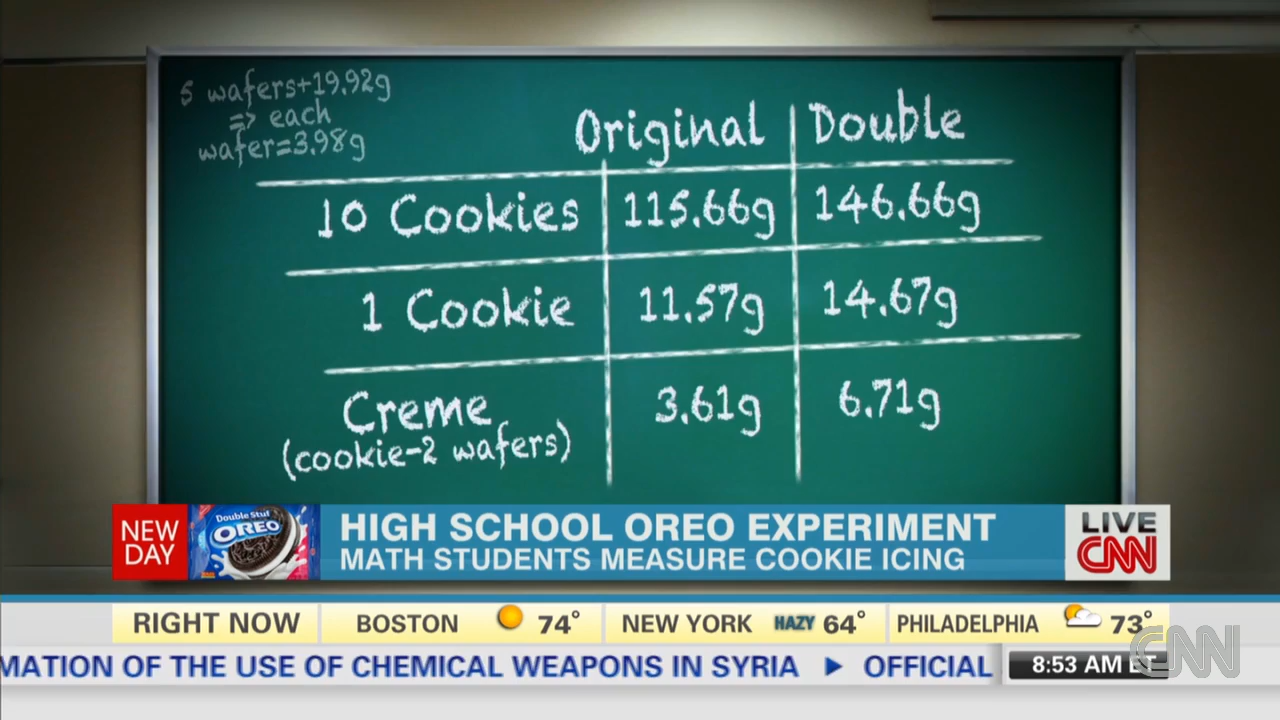 5 wafers+19.92g
=> each
wafer=3.98g
Original Double
10 Cookies 115.66g 146.66g
1 Cookie 11.57g 14.67g
Creme 3.61g 6.71g
(cookie-2 wafers)
NEW
DAY
Double Stuf
OREO
HIGH SCHOOL OREO EXPERIMENT
MATH STUDENTS MEASURE COOKIE ICING
LIVE
CNN
RIGHT NOW BOSTON 74° NEW YORK HAZY 64° PHILADELPHIA 73°
MATION OF THE USE OF CHEMICAL WEAPONS IN SYRIA ▶ OFFICIAL
8:53 AM ET
CNN